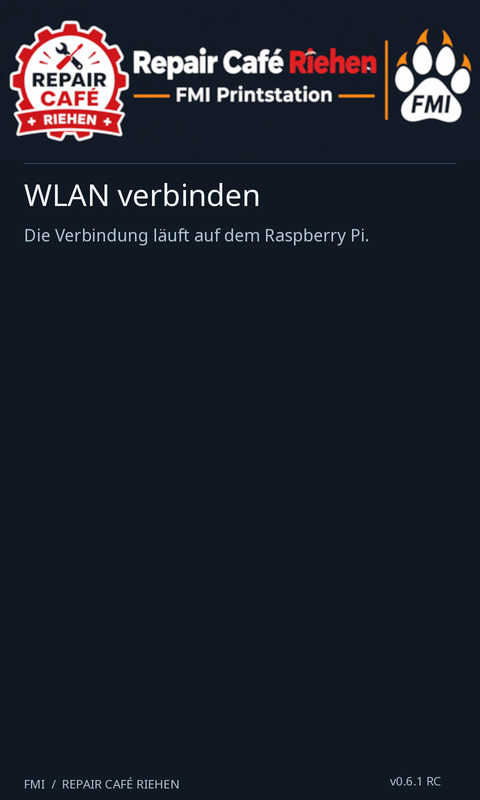 REPAIR
CAFÉ
RIEHEN
Repair Café Riehen
FMI Printstation
FMI
WLAN verbinden
Die Verbindung läuft auf dem Raspberry Pi.
FMI / REPAIR CAFÉ RIEHEN
v0.6.1 RC